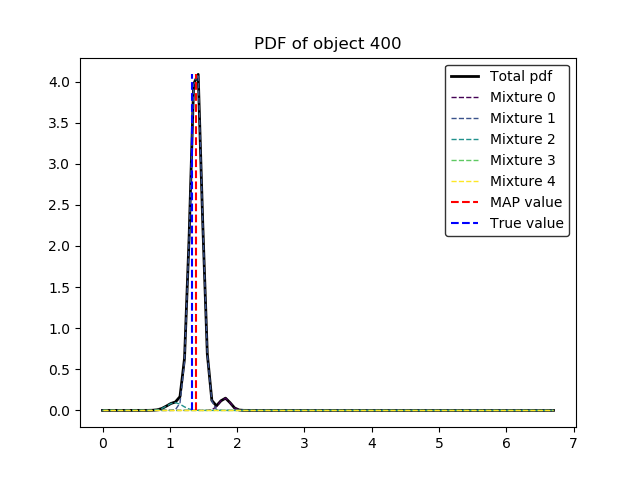 PDF of object 400
4.0
3.5
3.0
2.5
2.0
1.5
1.0
0.5
0.0
0 1 2 3 4 5 6 7
Total pdf
Mixture 0
Mixture 1
Mixture 2
Mixture 3
Mixture 4
MAP value
True value